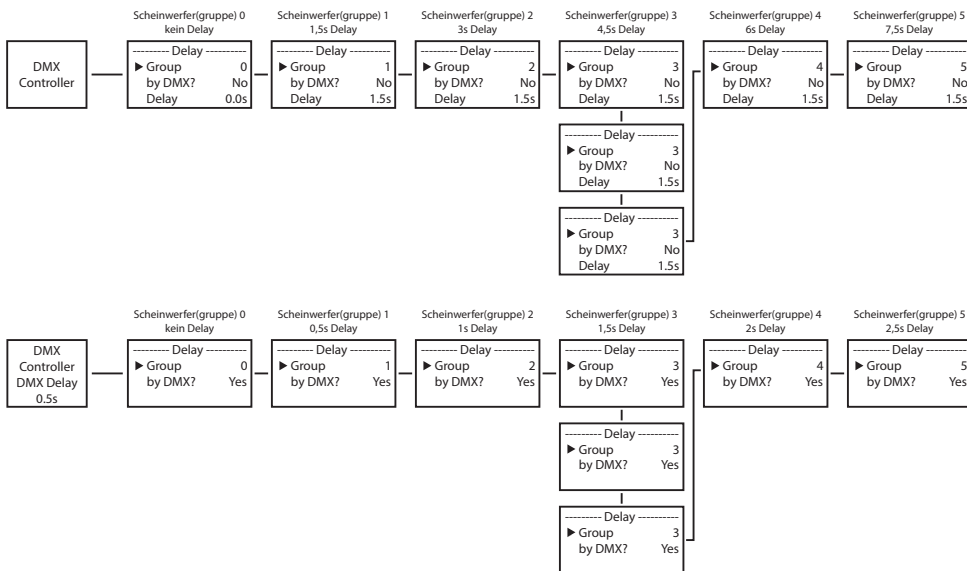 Scheinwerfer(gruppe) 0
kein Delay
Scheinwerfer(gruppe) 1
1,5s Delay
Scheinwerfer(gruppe) 2
3s Delay
Scheinwerfer(gruppe) 3
4,5s Delay
Scheinwerfer(gruppe) 4
6s Delay
Scheinwerfer(gruppe) 5
7,5s Delay
DMX
Controller
--------- Delay ----------
▶ Group 0
by DMX? No
Delay 0.0s
--------- Delay ----------
▶ Group 1
by DMX? No
Delay 1.5s
--------- Delay ----------
▶ Group 2
by DMX? No
Delay 1.5s
--------- Delay ----------
▶ Group 3
by DMX? No
Delay 1.5s
--------- Delay ----------
▶ Group 4
by DMX? No
Delay 1.5s
--------- Delay ----------
▶ Group 5
by DMX? No
Delay 1.5s
--------- Delay ----------
▶ Group 3
by DMX? No
Delay 1.5s
--------- Delay ----------
▶ Group 3
by DMX? No
Delay 1.5s
Scheinwerfer(gruppe) 0
kein Delay
Scheinwerfer(gruppe) 1
0,5s Delay
Scheinwerfer(gruppe) 2
1s Delay
Scheinwerfer(gruppe) 3
1,5s Delay
Scheinwerfer(gruppe) 4
2s Delay
Scheinwerfer(gruppe) 5
2,5s Delay
DMX
Controller
DMX Delay
0.5s
--------- Delay ----------
▶ Group 0
by DMX? Yes
--------- Delay ----------
▶ Group 1
by DMX? Yes
--------- Delay ----------
▶ Group 2
by DMX? Yes
--------- Delay ----------
▶ Group 3
by DMX? Yes
--------- Delay ----------
▶ Group 4
by DMX? Yes
--------- Delay ----------
▶ Group 5
by DMX? Yes
--------- Delay ----------
▶ Group 3
by DMX? Yes
--------- Delay ----------
▶ Group 3
by DMX? Yes